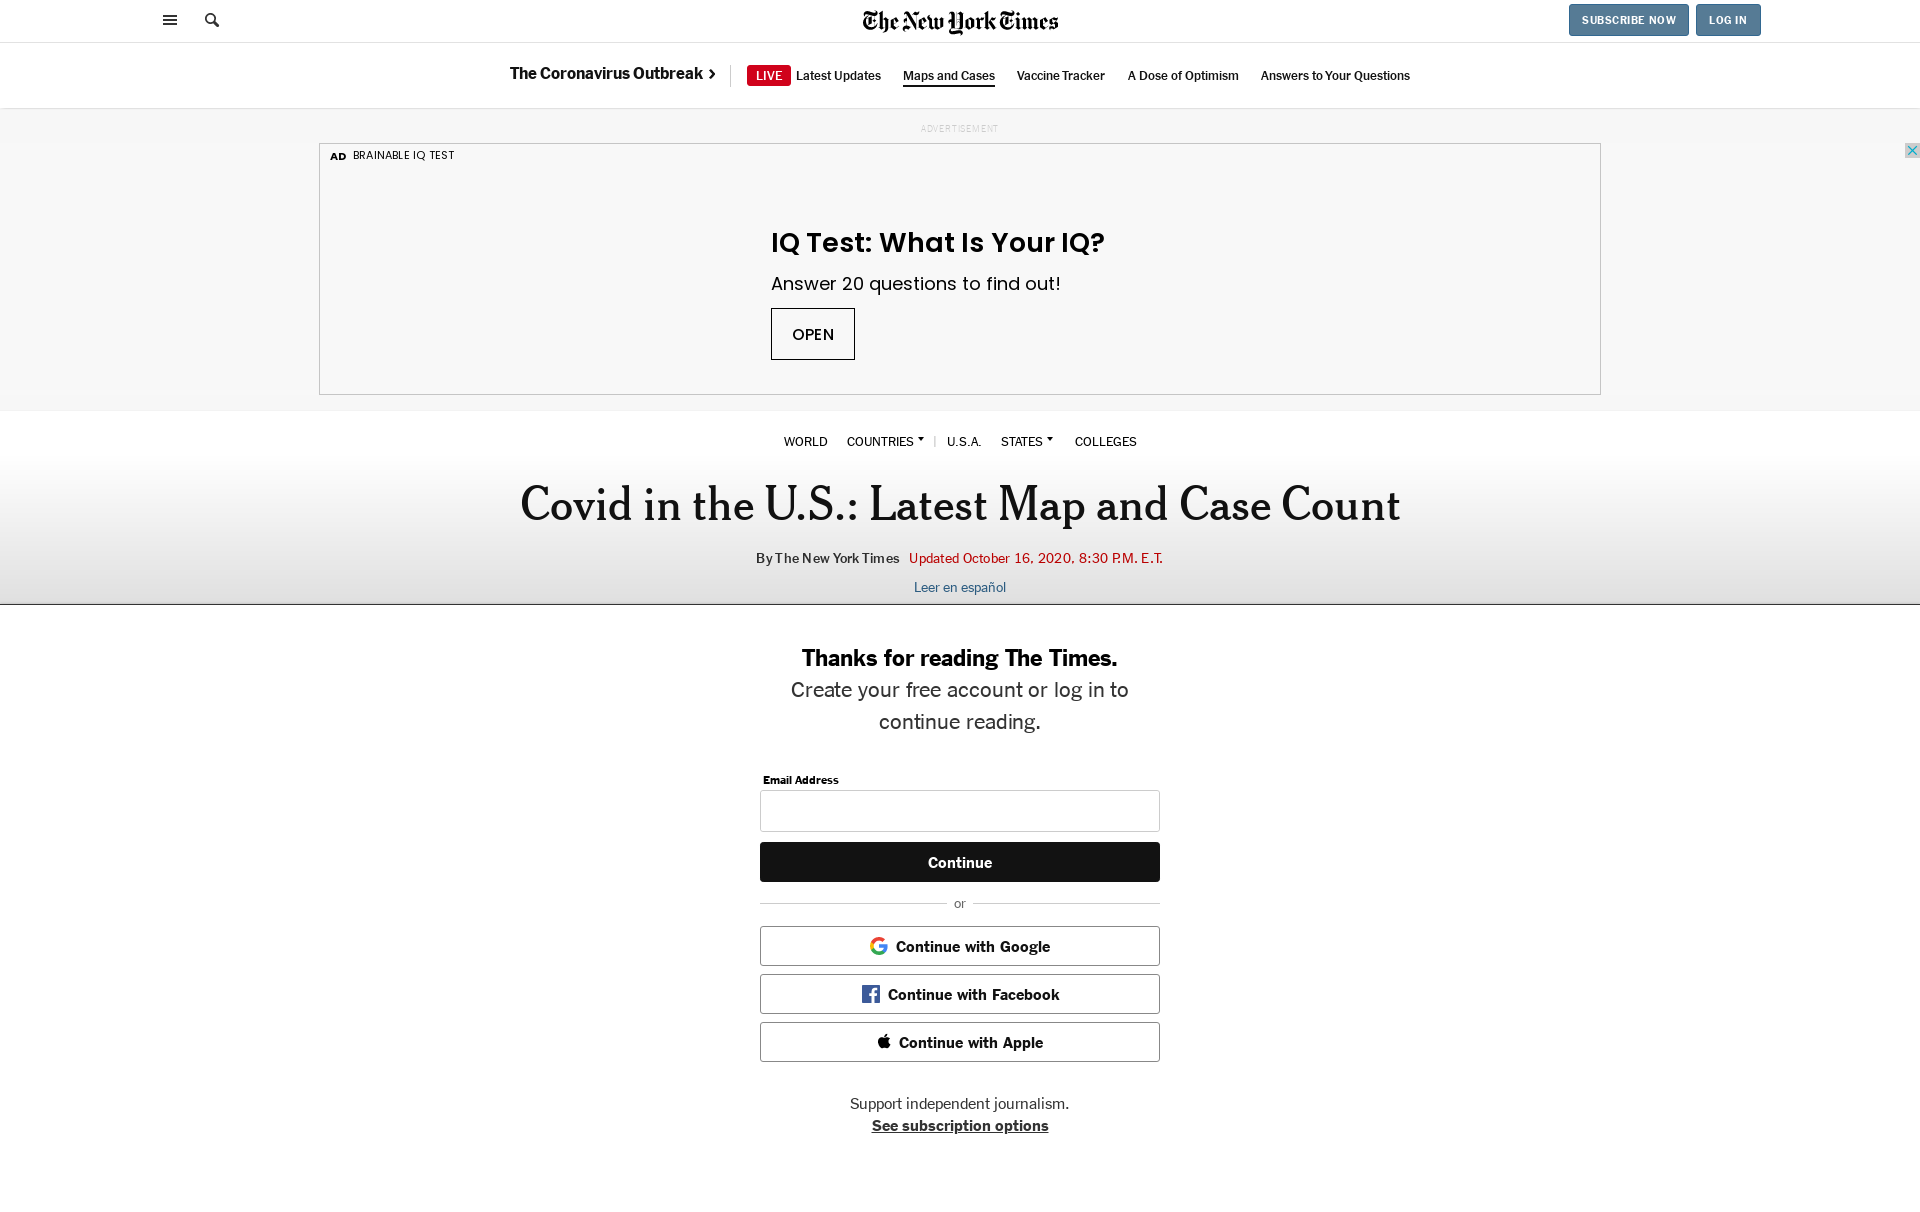 The New York Times
SUBSCRIBE NOW
LOG IN
The Coronavirus Outbreak
LIVE Latest Updates
Maps and Cases
Vaccine Tracker
A Dose of Optimism
Answers to Your Questions
ADVERTISEMENT
AD BRAINABLE IQ TEST
IQ Test: What Is Your IQ?
Answer 20 questions to find out!
OPEN
WORLD COUNTRIES | U.S.A. STATES COLLEGES
Covid in the U.S.: Latest Map and Case Count
By The New York Times Updated October 16, 2020, 8:30 P.M. E.T.
Leer en español
Thanks for reading The Times.
Create your free account or log in to
continue reading.
Email Address
Continue
or
Continue with Google
Continue with Facebook
Continue with Apple
Support independent journalism.
See subscription options